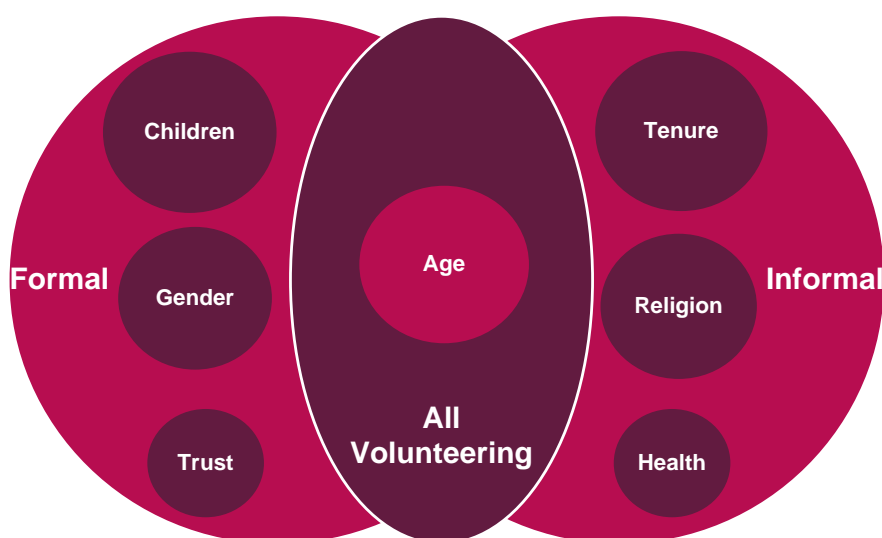 Children
Tenure
Age
Formal
Informal
Gender
Religion
All
Volunteering
Trust
Health